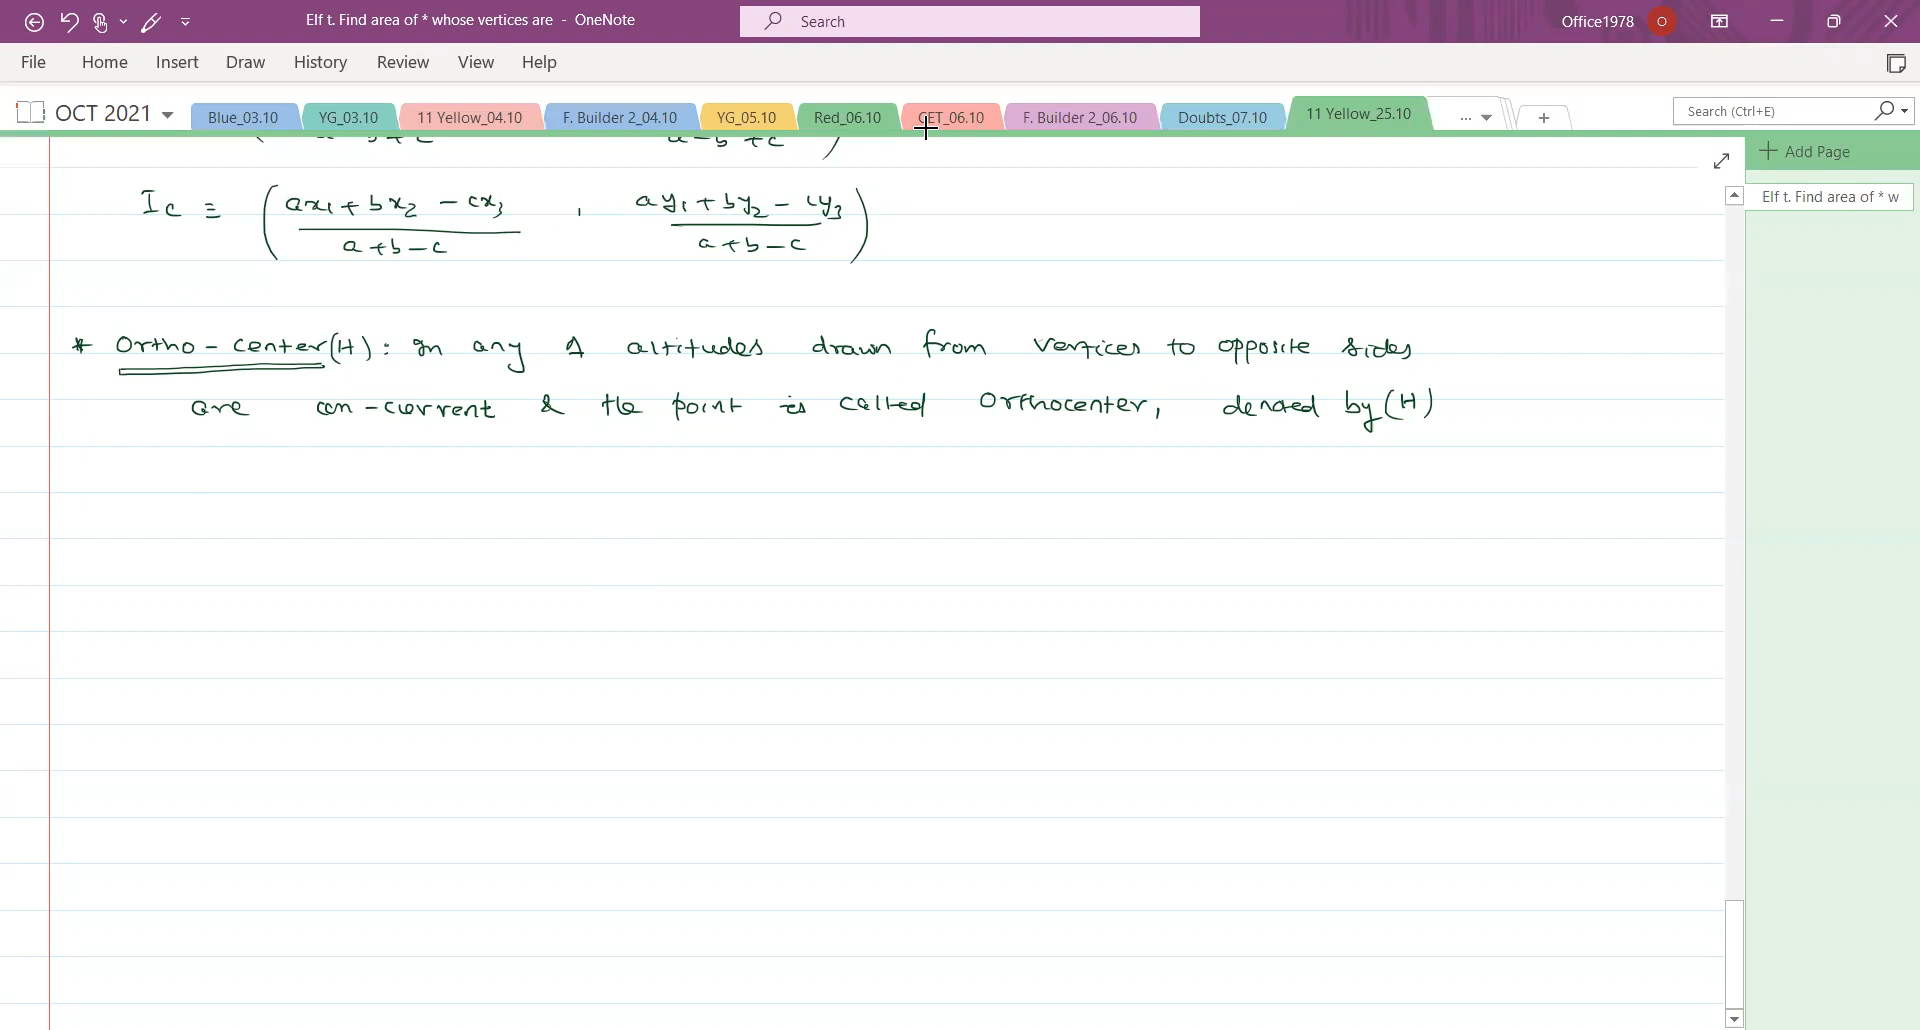 Elf t. Find area of * whose vertices are - OneNote
Search
Office1978
O
File Home Insert Draw History Review View Help
OCT 2021
Blue_03.10
YG_03.10
11 Yellow_04.10
F. Builder 2_04.10
YG_05.10
Red_06.10
CET_06.10
F. Builder 2_06.10
Doubts_07.10
11 Yellow_25.10
...
Search (Ctrl+E)
Add Page
Elf t. Find area of * w
a-b+c
I_c ≡ ( (ax₁ + bx₂ - cx₃)/(a+b-c) , (ay₁ + by₂ - cy₃)/(a+b-c) )
* Ortho-center(H): In any Δ altitudes drawn from vertices to opposite sides
are con-current & the point is called Orthocenter, denoted by (H)